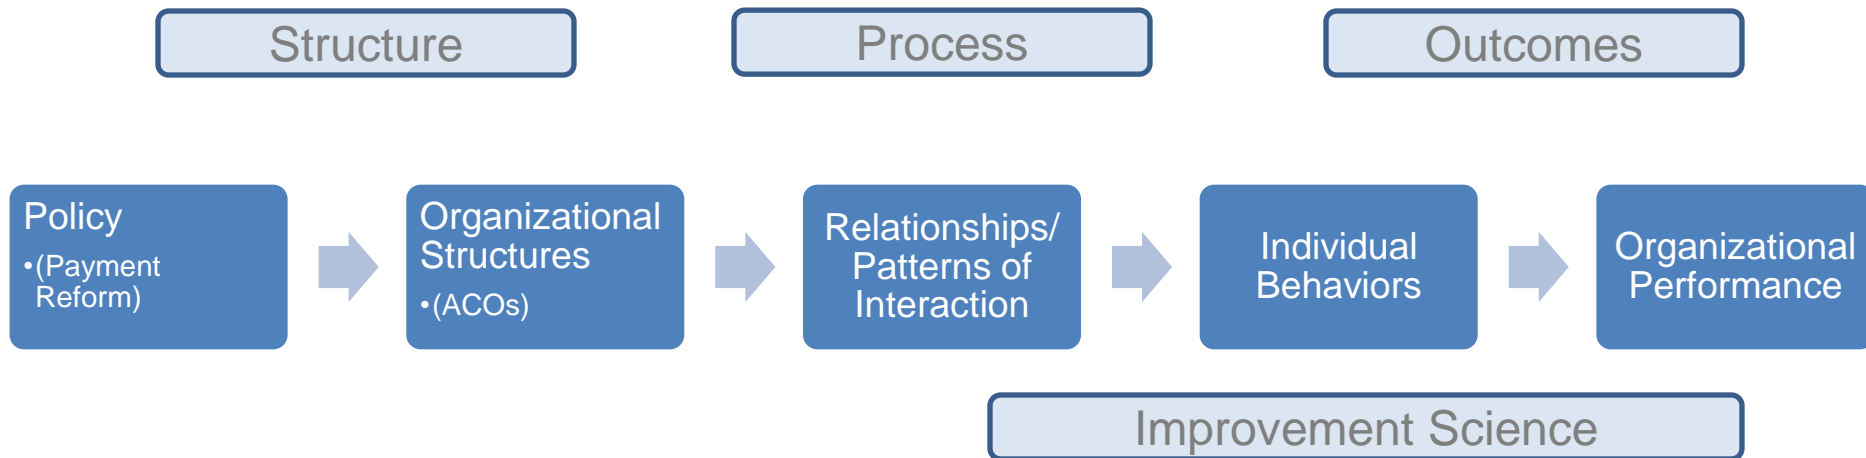 Structure
Process
Outcomes
Policy
•(Payment
Reform)
Organizational
Structures
•(ACOs)
Relationships/
Patterns of
Interaction
Individual
Behaviors
Organizational
Performance
Improvement Science